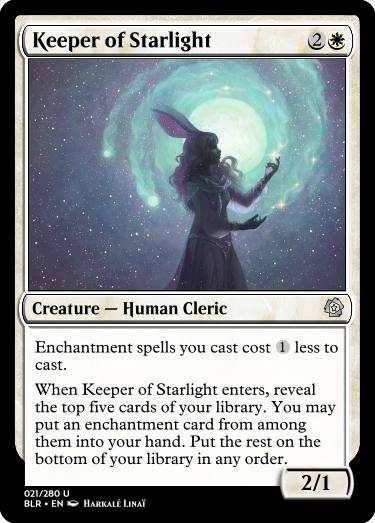 Keeper of Starlight 2
Creature — Human Cleric
Enchantment spells you cast cost 1 less to
cast.
When Keeper of Starlight enters, reveal
the top five cards of your library. You may
put an enchantment card from among
them into your hand. Put the rest on the
bottom of your library in any order.
2/1
021/280 U
BLR • EN Harkalé Linaï